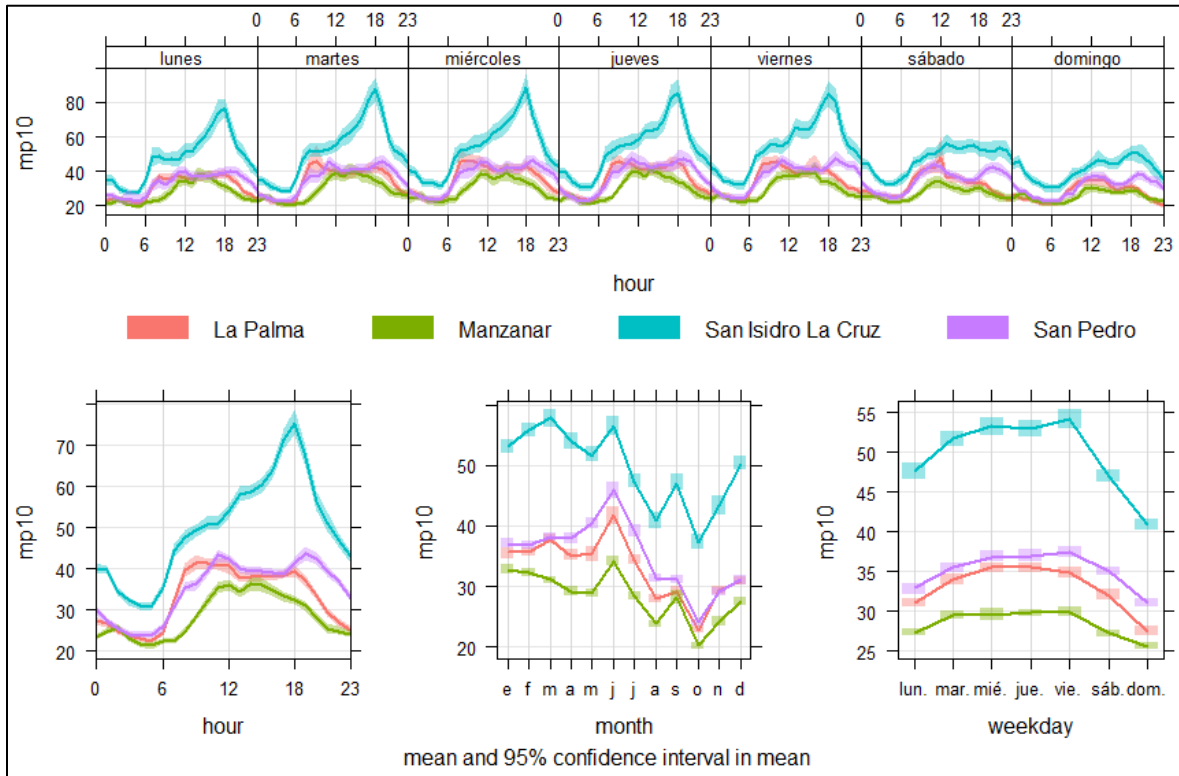 0 6 12 18 23 0 6 12 18 23 0 6 12 18 23
lunes martes miércoles jueves viernes sábado domingo
80
60
40
20
mp10
0 6 12 18 23 0 6 12 18 23 0 6 12 18 23 0 6 12 18 23
hour
La Palma Manzanar San Isidro La Cruz San Pedro
70
60
50
40
30
20
mp10
0 6 12 18 23
hour
50
40
30
20
mp10
e f m a m j j a s o n d
month
55
50
45
40
35
30
25
mp10
lun. mar. mié. jue. vie. sáb. dom.
weekday
mean and 95% confidence interval in mean